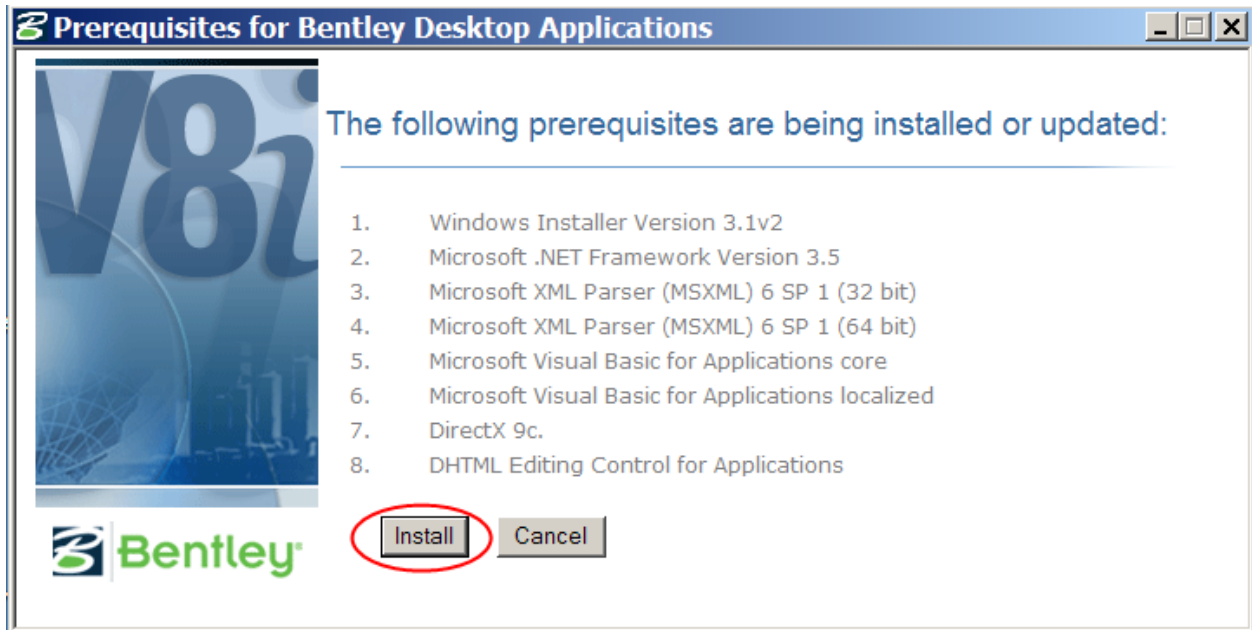 Prerequisites for Bentley Desktop Applications
V8i
The following prerequisites are being installed or updated:
1. Windows Installer Version 3.1v2
2. Microsoft .NET Framework Version 3.5
3. Microsoft XML Parser (MSXML) 6 SP 1 (32 bit)
4. Microsoft XML Parser (MSXML) 6 SP 1 (64 bit)
5. Microsoft Visual Basic for Applications core
6. Microsoft Visual Basic for Applications localized
7. DirectX 9c.
8. DHTML Editing Control for Applications
Install Cancel
Bentley